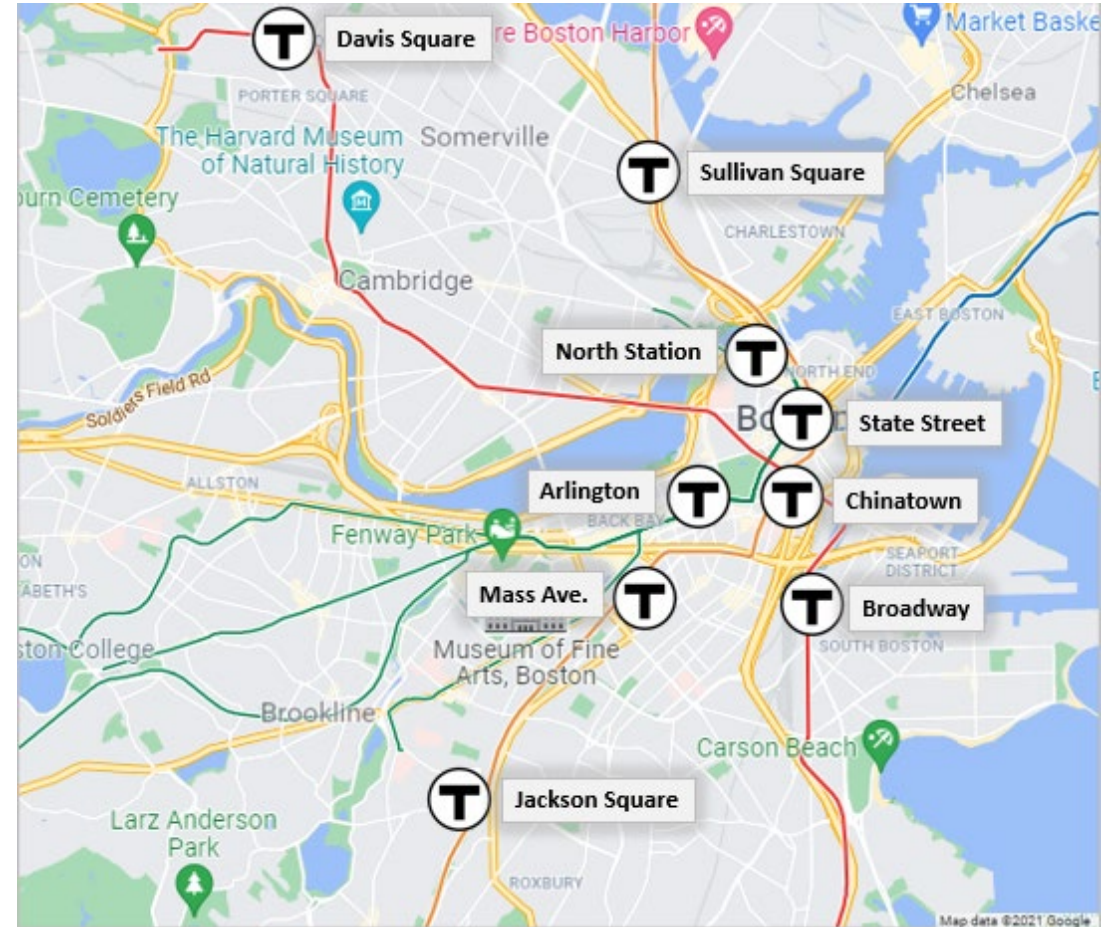 Davis Square
re Boston Harbor
Market Baske
PORTER SQUARE
Chelsea
The Harvard Museum
of Natural History
Somerville
T
Sullivan Square
T
urn Cemetery
CHARLESTOWN
Cambridge
EAST BOSTON
North Station
T
NORTH END
Soldiers Field Rd
Bo
T
State Street
ALLSTON
Arlington
T
BACK BAY
T
Chinatown
Fenway Park
SEAPORT
DISTRICT
ON
ABETH'S
Mass Ave.
T
T
Broadway
ston College
Museum of Fine
Arts, Boston
SOUTH BOSTON
Brookline
Carson Beach
T
Jackson Square
Larz Anderson
Park
ROXBURY
Map data ©2021 Google